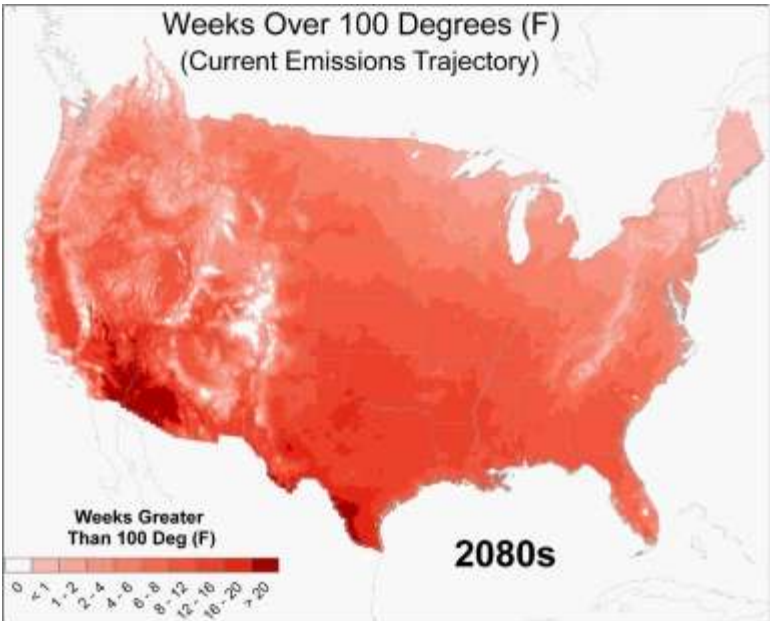 Weeks Over 100 Degrees (F)
(Current Emissions Trajectory)
Weeks Greater
Than 100 Deg (F)
0
< 1
1 - 2
2 - 4
4 - 6
6 - 8
8 - 12
12 - 16
16 - 20
> 20
2080s